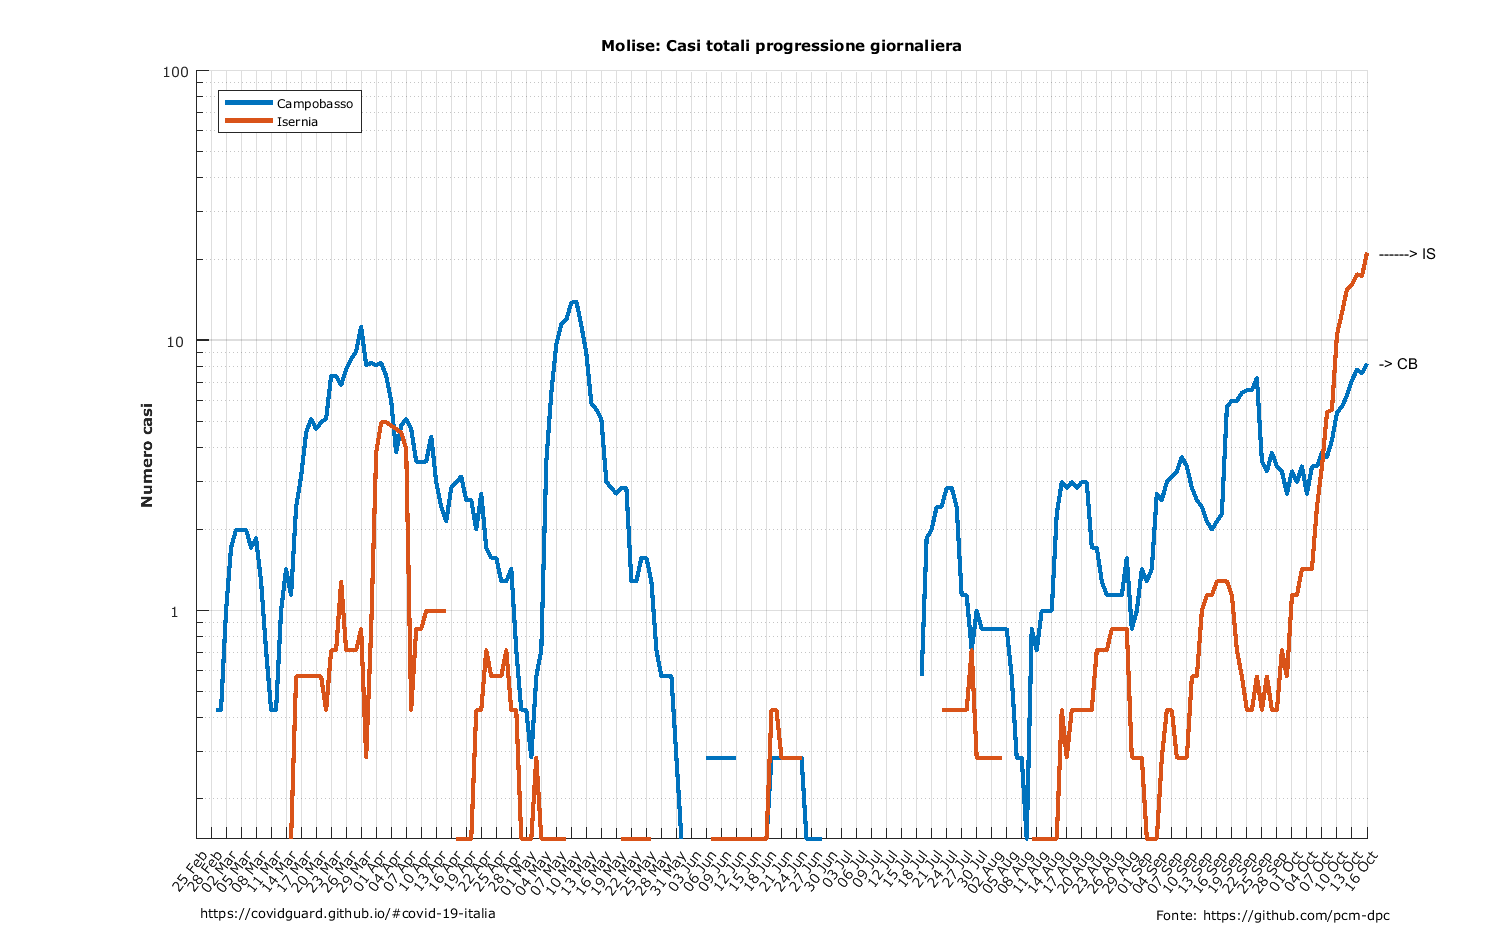 Molise: Casi totali progressione giornaliera
100
Campobasso
Isernia
------> IS
10
-> CB
Numero casi
1
25 Feb
28 Feb
02 Mar
05 Mar
08 Mar
11 Mar
14 Mar
17 Mar
20 Mar
23 Mar
26 Mar
29 Mar
01 Apr
04 Apr
07 Apr
10 Apr
13 Apr
16 Apr
19 Apr
22 Apr
25 Apr
28 Apr
01 May
04 May
07 May
10 May
13 May
16 May
19 May
22 May
25 May
28 May
31 May
03 Jun
06 Jun
09 Jun
12 Jun
15 Jun
18 Jun
21 Jun
24 Jun
27 Jun
30 Jun
03 Jul
06 Jul
09 Jul
12 Jul
15 Jul
18 Jul
21 Jul
24 Jul
27 Jul
30 Jul
02 Aug
05 Aug
08 Aug
11 Aug
14 Aug
17 Aug
20 Aug
23 Aug
26 Aug
29 Aug
01 Sep
04 Sep
07 Sep
10 Sep
13 Sep
16 Sep
19 Sep
22 Sep
25 Sep
28 Sep
01 Oct
04 Oct
07 Oct
10 Oct
13 Oct
16 Oct
https://covidguard.github.io/#covid-19-italia
Fonte: https://github.com/pcm-dpc